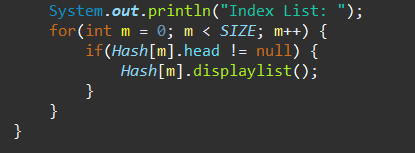 System.out.println("Index List: ");
for(int m = 0; m < SIZE; m++) {
if(Hash[m].head != null) {
Hash[m].displaylist();
}
}
}